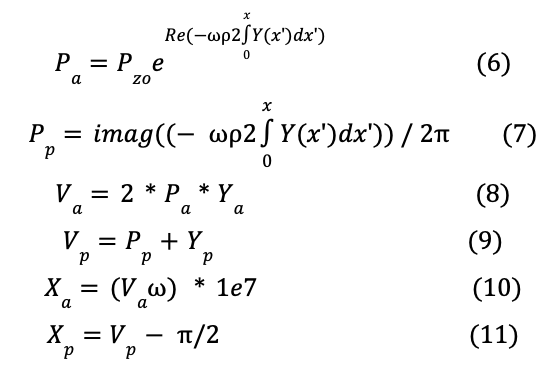 P_a = P_zo e^{Re(−ωρ2∫_0^x Y(x')dx')} (6)
P_p = imag((− ωρ2∫_0^x Y(x')dx')) / 2π (7)
V_a = 2 * P_a * Y_a (8)
V_p = P_p + Y_p (9)
X_a = (V_a ω) * 1e7 (10)
X_p = V_p − π/2 (11)